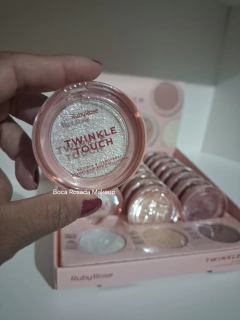 RubyRose
TWINKLE
TOUCH
Boca Rosada Makeup
RubyRose
TWINKLE